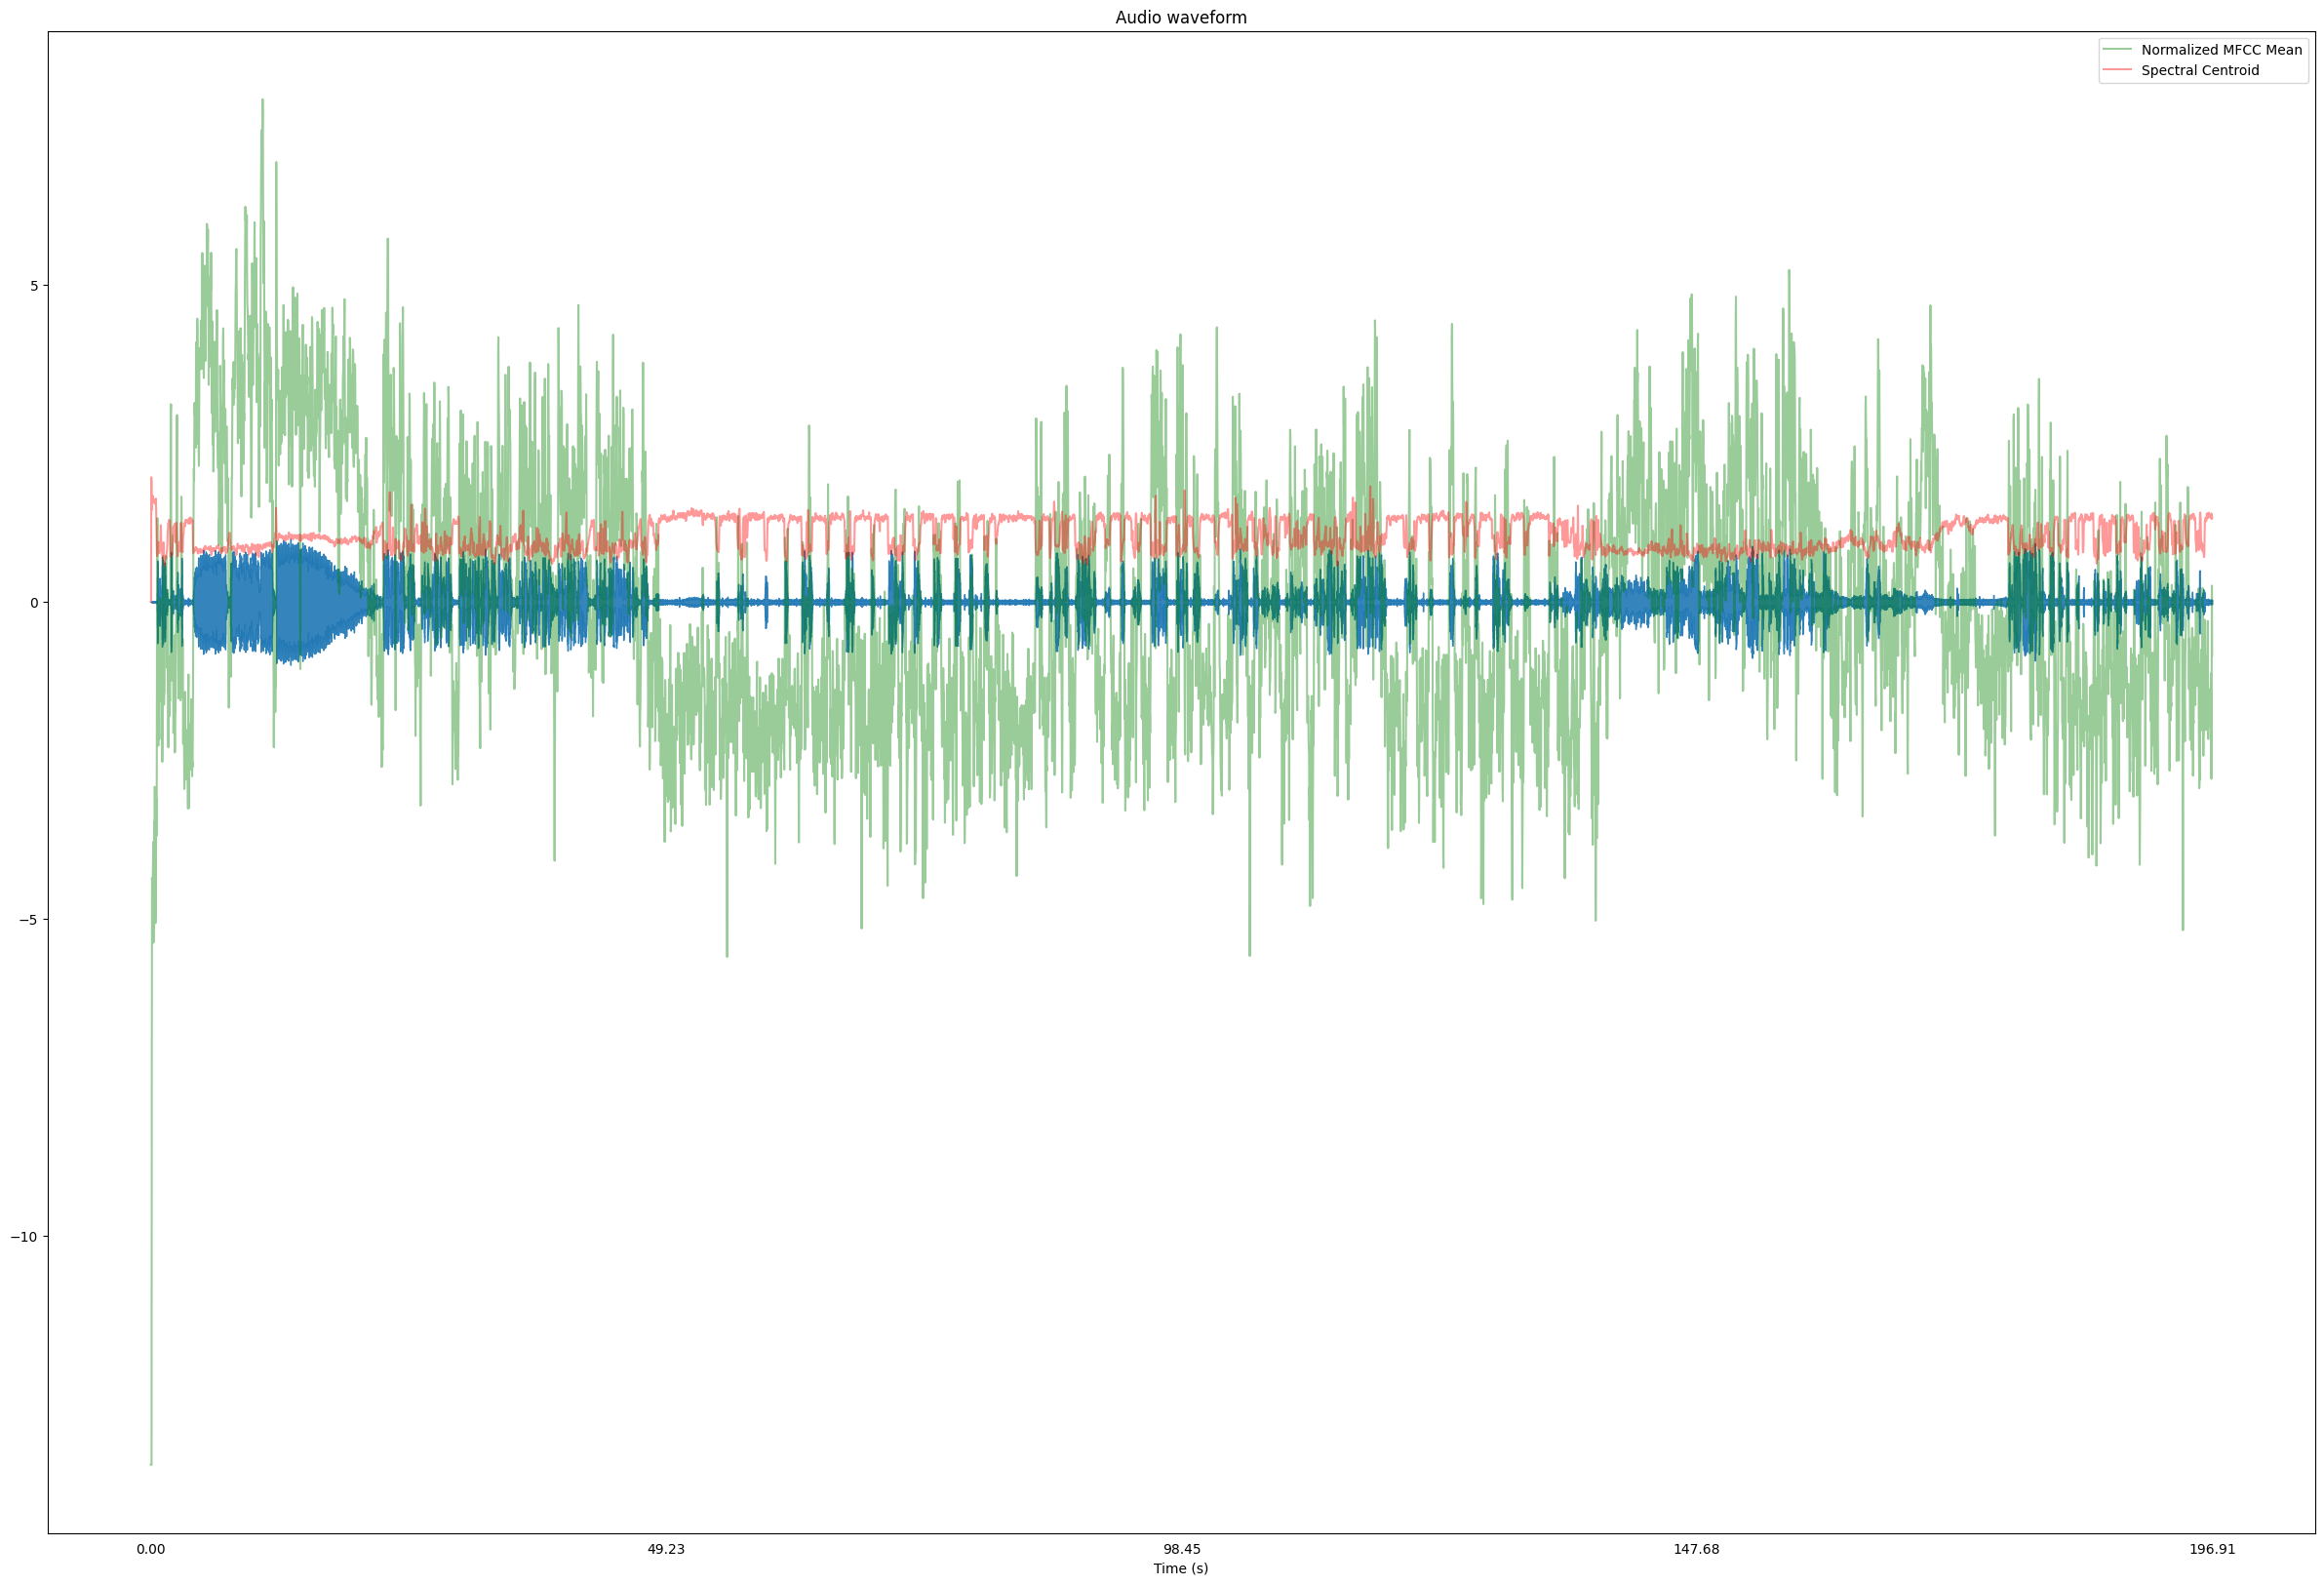 Audio waveform
Normalized MFCC Mean
Spectral Centroid
5
0
−5
−10
0.00 49.23 98.45 147.68 196.91
Time (s)